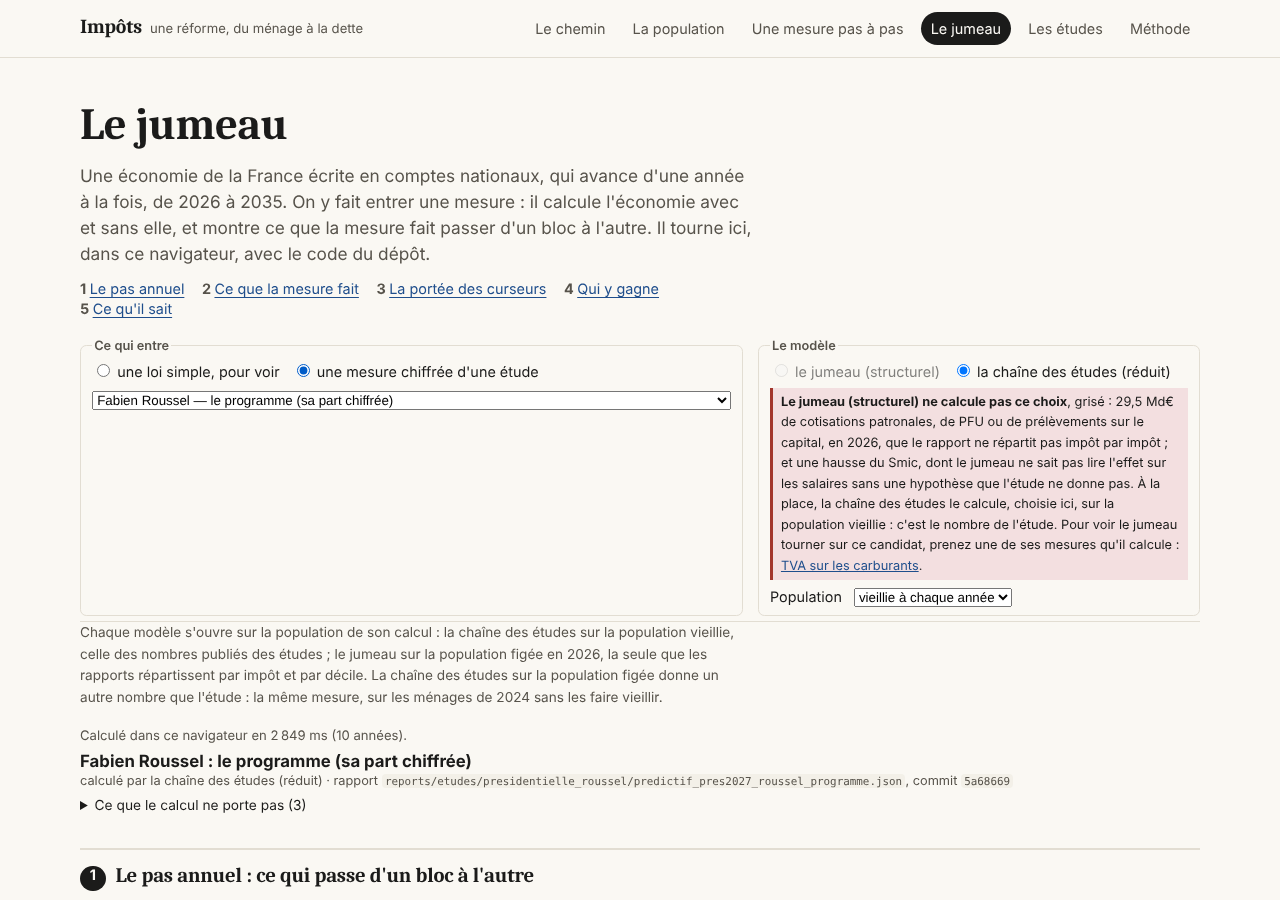 Impôts une réforme, du ménage à la dette
Le chemin
La population
Une mesure pas à pas
Le jumeau
Les études
Méthode
Le jumeau
Une économie de la France écrite en comptes nationaux, qui avance d'une année
à la fois, de 2026 à 2035. On y fait entrer une mesure : il calcule l'économie avec
et sans elle, et montre ce que la mesure fait passer d'un bloc à l'autre. Il tourne ici,
dans ce navigateur, avec le code du dépôt.
1 Le pas annuel 2 Ce que la mesure fait 3 La portée des curseurs 4 Qui y gagne
5 Ce qu'il sait
Ce qui entre
une loi simple, pour voir
une mesure chiffrée d'une étude
Fabien Roussel — le programme (sa part chiffrée)
Le modèle
le jumeau (structurel)
la chaîne des études (réduit)
Le jumeau (structurel) ne calcule pas ce choix, grisé : 29,5 Md€
de cotisations patronales, de PFU ou de prélèvements sur le
capital, en 2026, que le rapport ne répartit pas impôt par impôt ;
et une hausse du Smic, dont le jumeau ne sait pas lire l'effet sur
les salaires sans une hypothèse que l'étude ne donne pas. À la
place, la chaîne des études le calcule, choisie ici, sur la
population vieillie : c'est le nombre de l'étude. Pour voir le jumeau
tourner sur ce candidat, prenez une de ses mesures qu'il calcule :
TVA sur les carburants.
Population vieillie à chaque année
Chaque modèle s'ouvre sur la population de son calcul : la chaîne des études sur la population vieillie,
celle des nombres publiés des études ; le jumeau sur la population figée en 2026, la seule que les
rapports répartissent par impôt et par décile. La chaîne des études sur la population figée donne un
autre nombre que l'étude : la même mesure, sur les ménages de 2024 sans les faire vieillir.
Calculé dans ce navigateur en 2 849 ms (10 années).
Fabien Roussel : le programme (sa part chiffrée)
calculé par la chaîne des études (réduit) · rapport reports/etudes/presidentielle_roussel/predictif_pres2027_roussel_programme.json, commit 5a68669
Ce que le calcul ne porte pas (3)
1 Le pas annuel : ce qui passe d'un bloc à l'autre